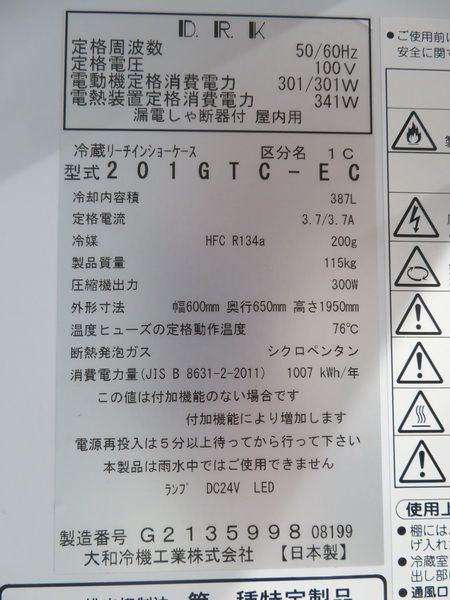 D.R.K
定格周波数 50/60Hz
定格電圧 100V
電動機定格消費電力 301/301W
電熱装置定格消費電力 341W
漏電しゃ断器付 屋内用
冷蔵リーチインショーケース 区分名 1C
型式 201GTC-EC
冷却内容積 387L
定格電流 3.7/3.7A
冷媒 HFC R134a 200g
製品質量 115kg
圧縮機出力 300W
外形寸法 幅600mm 奥行650mm 高さ1950mm
温度ヒューズの定格動作温度 76℃
断熱発泡ガス シクロペンタン
消費電力量(JIS B 8631-2-2011) 1007 kWh/年
この値は付加機能のない場合です
付加機能により増加します
電源再投入は5分以上待ってから行って下さい
本製品は雨水中ではご使用できません
ランプ DC24V LED
製造番号 G2135998 08199
大和冷機工業株式会社 【日本製】
第一種特定製品
●ご使用前に
安全に関す
使用上
●棚には、
げ入れた
●冷蔵室
出し部に
●通風口